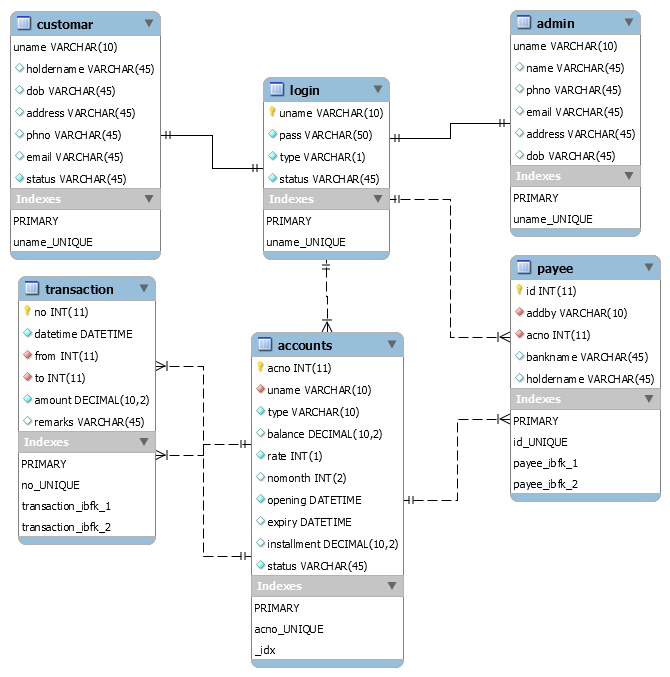 customar
uname VARCHAR(10)
holdername VARCHAR(45)
dob VARCHAR(45)
address VARCHAR(45)
phno VARCHAR(45)
email VARCHAR(45)
status VARCHAR(45)
Indexes
PRIMARY
uname_UNIQUE
login
uname VARCHAR(10)
pass VARCHAR(50)
type VARCHAR(1)
status VARCHAR(45)
Indexes
PRIMARY
uname_UNIQUE
admin
uname VARCHAR(10)
name VARCHAR(45)
phno VARCHAR(45)
email VARCHAR(45)
address VARCHAR(45)
dob VARCHAR(45)
Indexes
PRIMARY
uname_UNIQUE
transaction
no INT(11)
datetime DATETIME
from INT(11)
to INT(11)
amount DECIMAL(10,2)
remarks VARCHAR(45)
Indexes
PRIMARY
no_UNIQUE
transaction_ibfk_1
transaction_ibfk_2
accounts
acno INT(11)
uname VARCHAR(10)
type VARCHAR(10)
balance DECIMAL(10,2)
rate INT(1)
nomonth INT(2)
opening DATETIME
expiry DATETIME
installment DECIMAL(10,2)
status VARCHAR(45)
Indexes
PRIMARY
acno_UNIQUE
_idx
payee
id INT(11)
addby VARCHAR(10)
acno INT(11)
bankname VARCHAR(45)
holdername VARCHAR(45)
Indexes
PRIMARY
id_UNIQUE
payee_ibfk_1
payee_ibfk_2